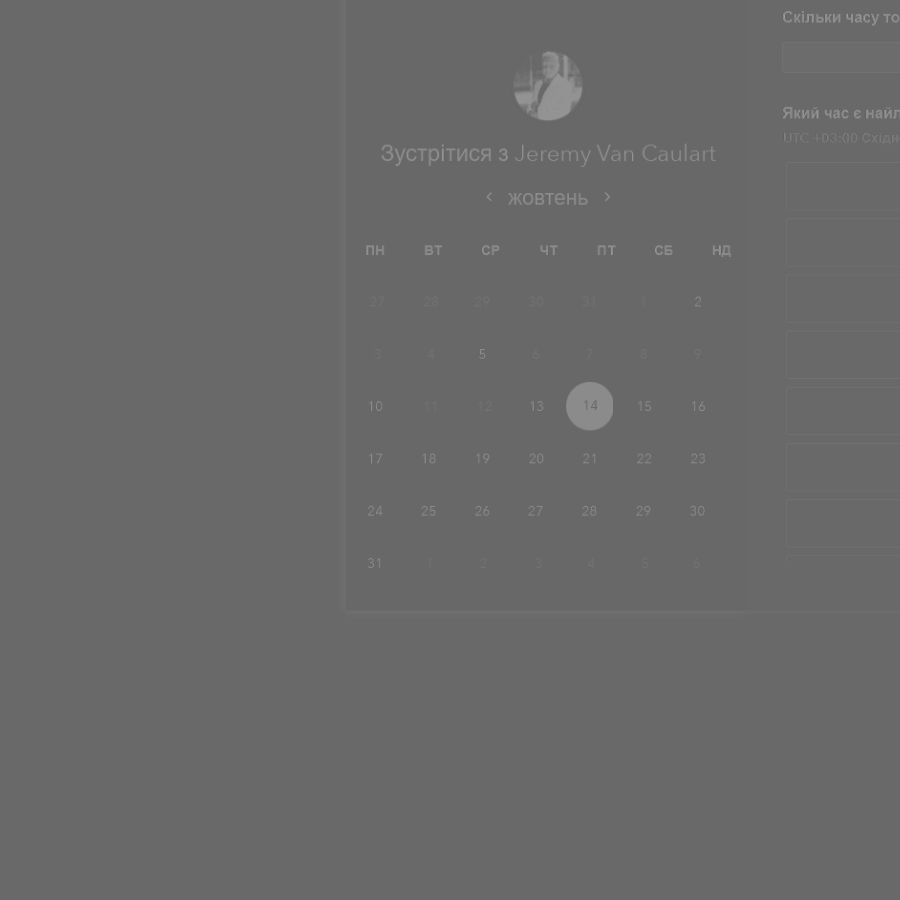 Скільки часу
Який час є
UTC +03:00
Зустрітися з Jeremy Van Caulart
жовтень
ПН ВТ СР ЧТ ПТ СБ НД
27 28 29 30 31 1 2
3 4 5 6 7 8 9
10 11 12 13 14 15 16
17 18 19 20 21 22 23
24 25 26 27 28 29 30
31 1 2 3 4 5 6